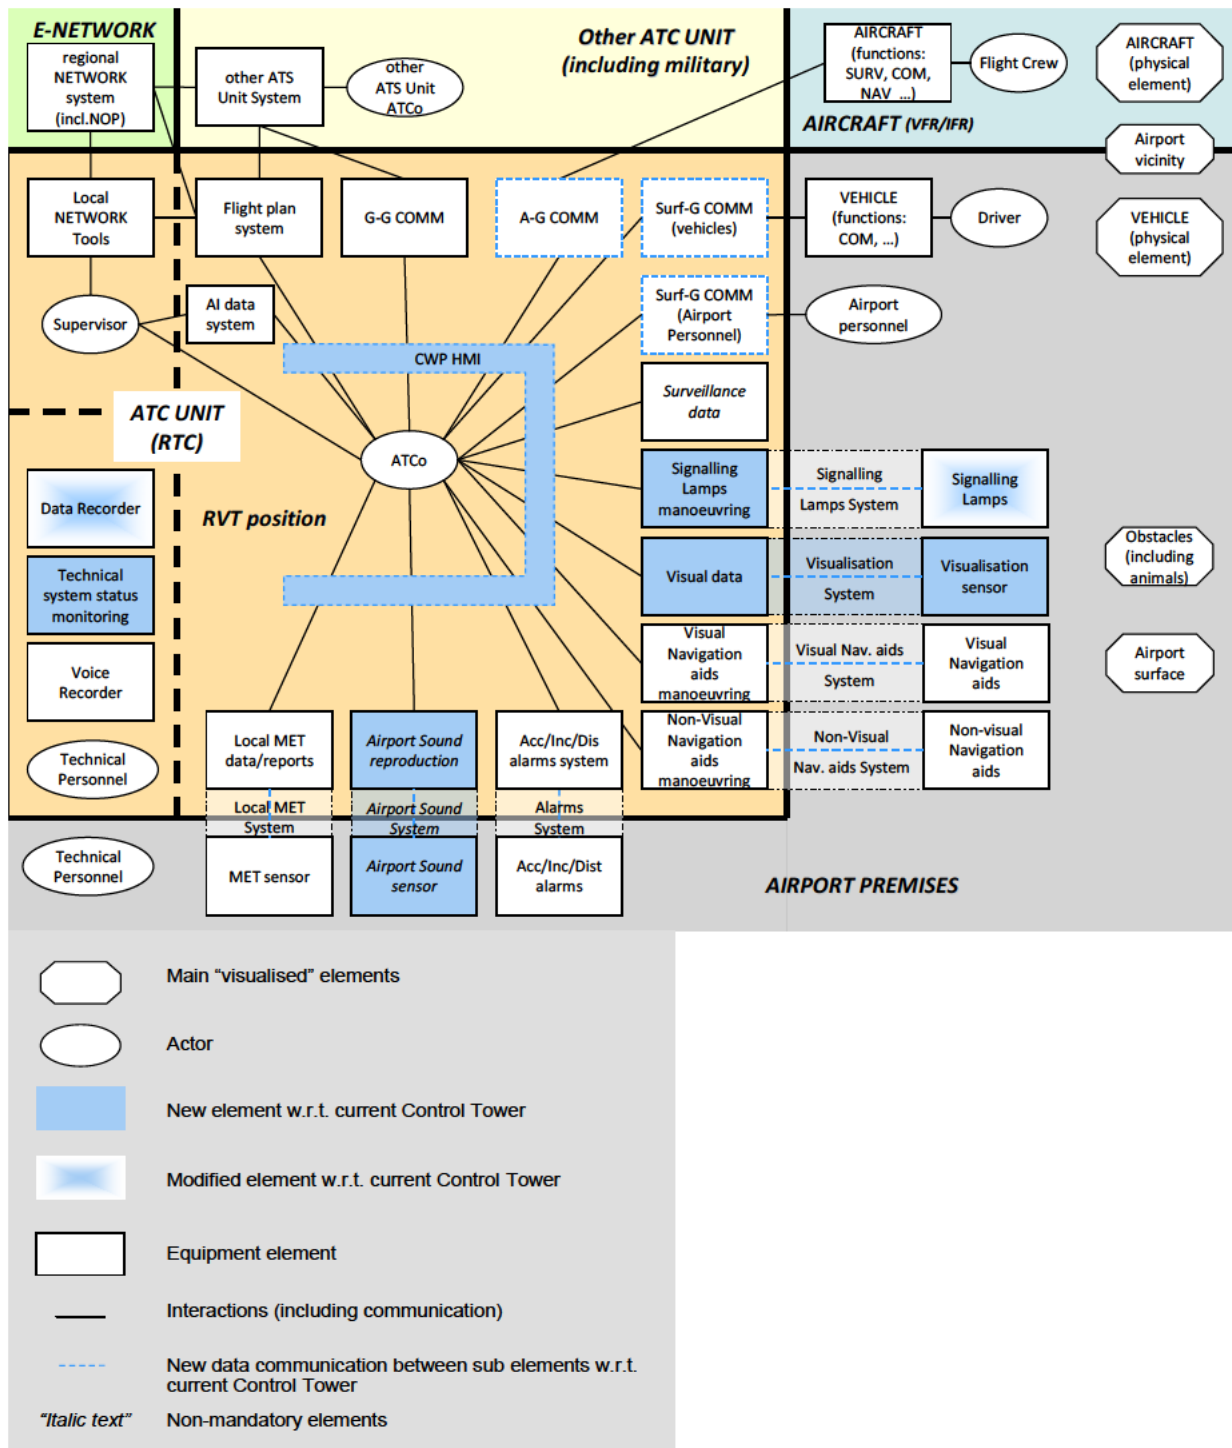 E-NETWORK
regional
NETWORK
system
(incl.NOP)
other ATS
Unit System
other
ATS Unit
ATCo
Other ATC UNIT
(including military)
AIRCRAFT
(functions:
SURV, COM,
NAV ...)
Flight Crew
AIRCRAFT
(physical
element)
AIRCRAFT (VFR/IFR)
Airport
vicinity
Local
NETWORK
Tools
Flight plan
system
G-G COMM
A-G COMM
Surf-G COMM
(vehicles)
VEHICLE
(functions:
COM, ...)
Driver
VEHICLE
(physical
element)
Supervisor
AI data
system
Surf-G COMM
(Airport
Personnel)
Airport
personnel
CWP HMI
Surveillance
data
ATC UNIT
(RTC)
ATCo
Signalling
Lamps
manoeuvring
Signalling
Lamps System
Signalling
Lamps
Data Recorder
RVT position
Technical
system status
monitoring
Visual data
Visualisation
System
Visualisation
sensor
Obstacles
(including
animals)
Voice
Recorder
Visual
Navigation
aids
manoeuvring
Visual Nav. aids
System
Visual
Navigation
aids
Airport
surface
Technical
Personnel
Local MET
data/reports
Airport Sound
reproduction
Acc/Inc/Dis
alarms system
Non-Visual
Navigation
aids
manoeuvring
Non-Visual
Nav. aids System
Non-visual
Navigation
aids
Local MET
System
Airport Sound
System
Alarms
System
Technical
Personnel
MET sensor
Airport Sound
sensor
Acc/Inc/Dist
alarms
AIRPORT PREMISES
Main “visualised” elements
Actor
New element w.r.t. current Control Tower
Modified element w.r.t. current Control Tower
Equipment element
Interactions (including communication)
New data communication between sub elements w.r.t.
current Control Tower
“Italic text” Non-mandatory elements